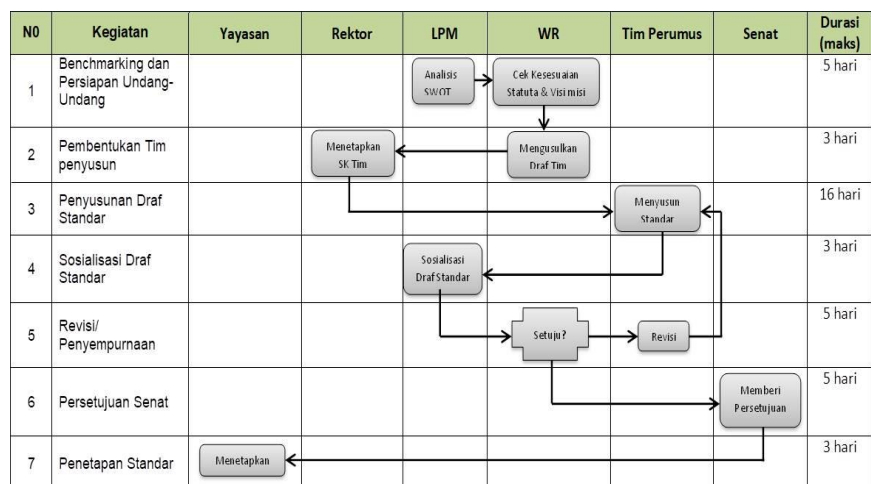 N0 Kegiatan Yayasan Rektor LPM WR Tim Perumus Senat Durasi (maks)
1 Benchmarking dan Persiapan Undang-Undang
Analisis
SWOT
Cek Kesesuaian
Statuta & Visi misi
5 hari
2 Pembentukan Tim penyusun
Menetapkan
SK Tim
Mengusulkan
Draf Tim
3 hari
3 Penyusunan Draf Standar
Menyusun
Standar
16 hari
4 Sosialisasi Draf Standar
Sosialisasi
Draf Standar
3 hari
5 Revisi/ Penyempurnaan
Setuju?
Revisi
5 hari
6 Persetujuan Senat
Memberi
Persetujuan
5 hari
7 Penetapan Standar
Menetapkan
3 hari